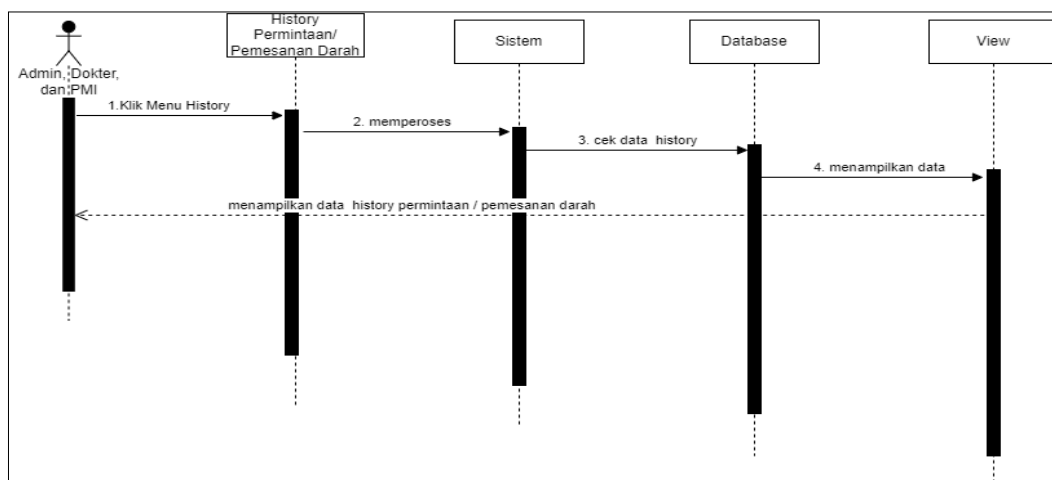 History
Permintaan/
Pemesanan Darah
Sistem
Database
View
Admin, Dokter,
dan PMI
1.Klik Menu History
2. memperoses
3. cek data history
4. menampilkan data
menampilkan data history permintaan / pemesanan darah